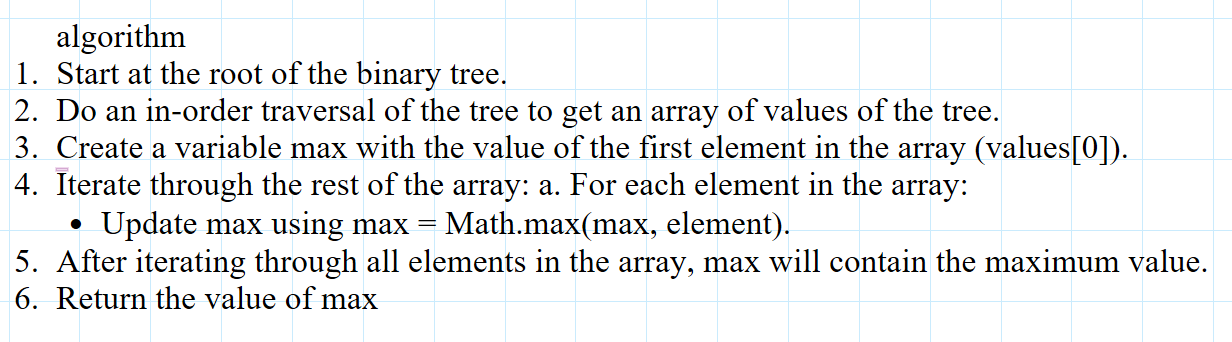 algorithm
1. Start at the root of the binary tree.
2. Do an in-order traversal of the tree to get an array of values of the tree.
3. Create a variable max with the value of the first element in the array (values[0]).
4. Iterate through the rest of the array: a. For each element in the array:
• Update max using max = Math.max(max, element).
5. After iterating through all elements in the array, max will contain the maximum value.
6. Return the value of max